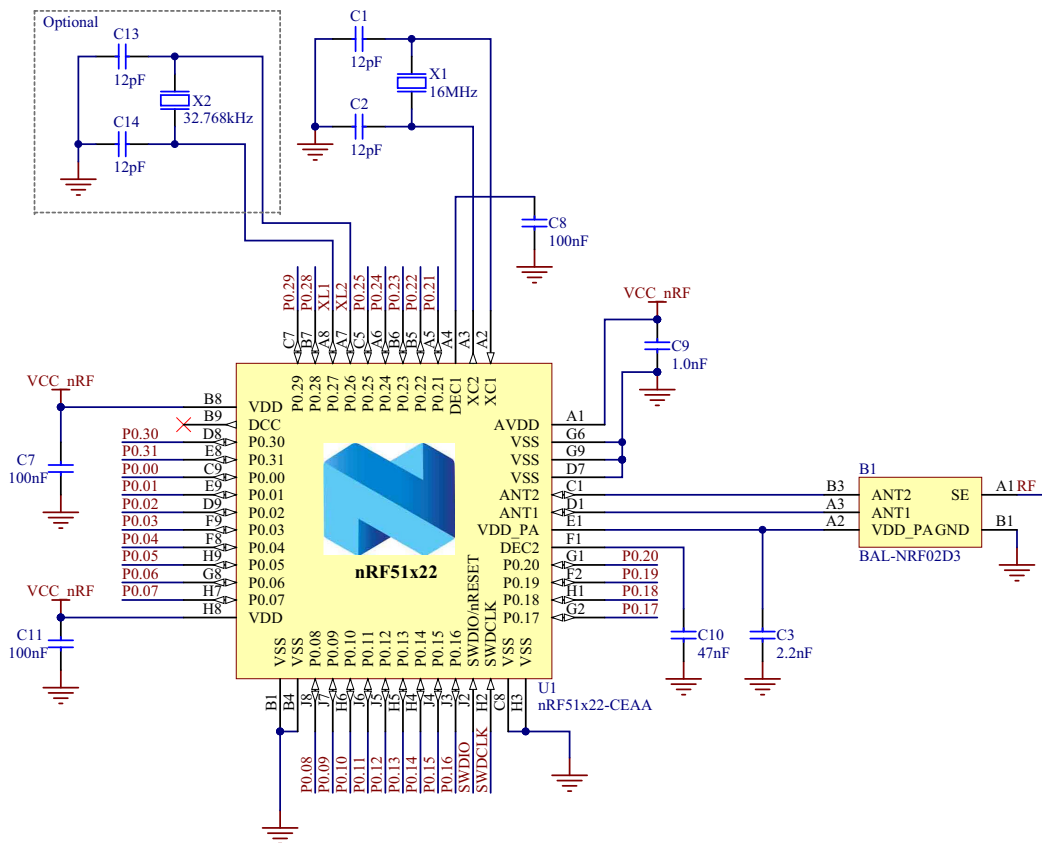 Optional
C13
12pF
X2
32.768kHz
C14
12pF
C1
12pF
X1
16MHz
C2
12pF
C8
100nF
P0.29
P0.28
XL1
XL2
P0.25
P0.24
P0.23
P0.22
P0.21
C7
B7
A8
A7
C5
A6
B6
B5
A5
A4
A3
A2
P0.29
P0.28
P0.27
P0.26
P0.25
P0.24
P0.23
P0.22
P0.21
DEC1
XC2
XC1
VCC_nRF
C9
1.0nF
VCC_nRF
C7
100nF
B8 VDD
B9 DCC
P0.30 D8 P0.30
P0.31 E8 P0.31
P0.00 C9 P0.00
P0.01 E9 P0.01
P0.02 D9 P0.02
P0.03 F9 P0.03
P0.04 F8 P0.04
P0.05 H9 P0.05
P0.06 G8 P0.06
P0.07 H7 P0.07
H8 VDD
VCC_nRF
C11
100nF
nRF51x22
AVDD A1
VSS G6
VSS G9
VSS D7
ANT2 C1
ANT1 D1
VDD_PA E1
DEC2 F1
P0.20 G1 P0.20
P0.19 F2 P0.19
P0.18 H1 P0.18
P0.17 G2 P0.17
B1
B3 ANT2 SE A1 RF
A3 ANT1
A2 VDD_PA GND B1
BAL-NRF02D3
C10
47nF
C3
2.2nF
VSS
VSS
P0.08
P0.09
P0.10
P0.11
P0.12
P0.13
P0.14
P0.15
P0.16
SWDIO/nRESET
SWDCLK
VSS
VSS
U1
nRF51x22-CEAA
B1
B4
J8
J7
H6
J6
J5
H5
H4
J4
J3
J2
H2
C8
H3
P0.08
P0.09
P0.10
P0.11
P0.12
P0.13
P0.14
P0.15
P0.16
SWDIO
SWDCLK